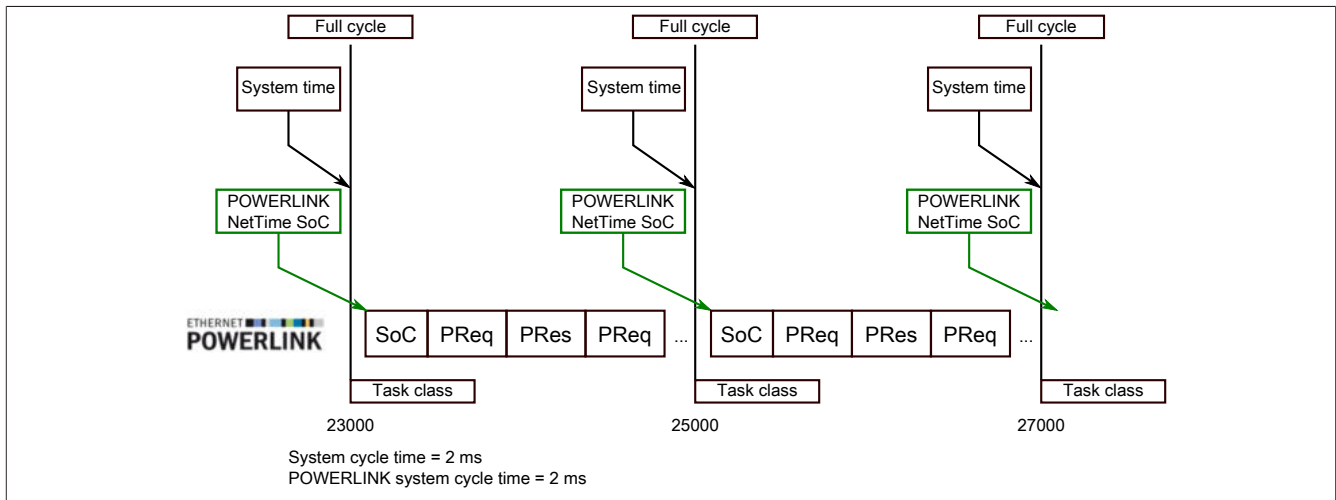 Full cycle
Full cycle
Full cycle
System time
System time
System time
POWERLINK
NetTime SoC
POWERLINK
NetTime SoC
POWERLINK
NetTime SoC
ETHERNET
POWERLINK
SoC PReq PRes PReq ... SoC PReq PRes PReq ...
Task class
Task class
Task class
23000
25000
27000
System cycle time = 2 ms
POWERLINK system cycle time = 2 ms